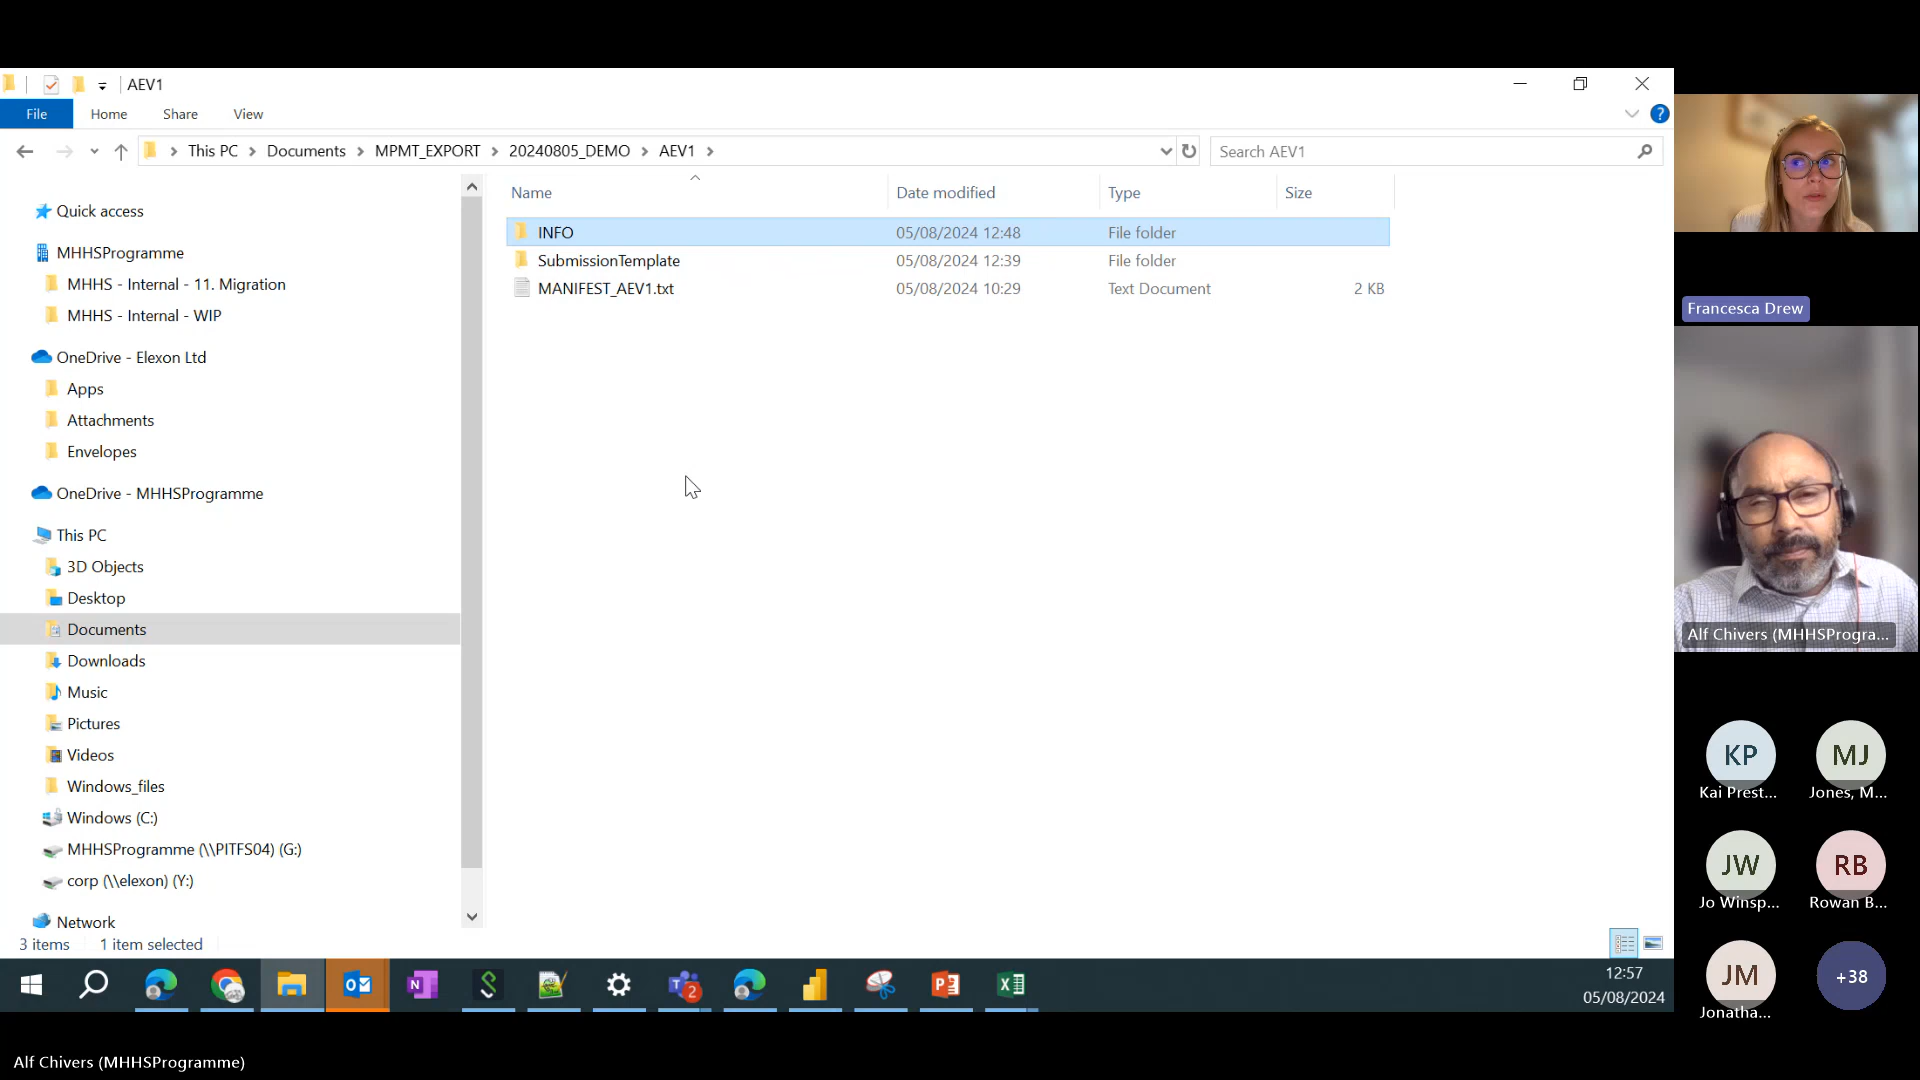 AEV1
File Home Share View
This PC Documents MPMT_EXPORT 20240805_DEMO AEV1
Search AEV1
Name Date modified Type Size
INFO 05/08/2024 12:48 File folder
SubmissionTemplate 05/08/2024 12:39 File folder
MANIFEST_AEV1.txt 05/08/2024 10:29 Text Document 2 KB
Quick access
MHHSProgramme
MHHS - Internal - 11. Migration
MHHS - Internal - WIP
OneDrive - Elexon Ltd
Apps
Attachments
Envelopes
OneDrive - MHHSProgramme
This PC
3D Objects
Desktop
Documents
Downloads
Music
Pictures
Videos
Windows_files
Windows (C:)
MHHSProgramme (\\PITFS04) (G:)
corp (\\elexon) (Y:)
Network
3 items 1 item selected
12:57
05/08/2024
Francesca Drew
Alf Chivers (MHHSProgra...
KP MJ
Kai Prest... Jones, M...
JW RB
Jo Winsp... Rowan B...
JM +38
Jonatha...
Alf Chivers (MHHSProgramme)